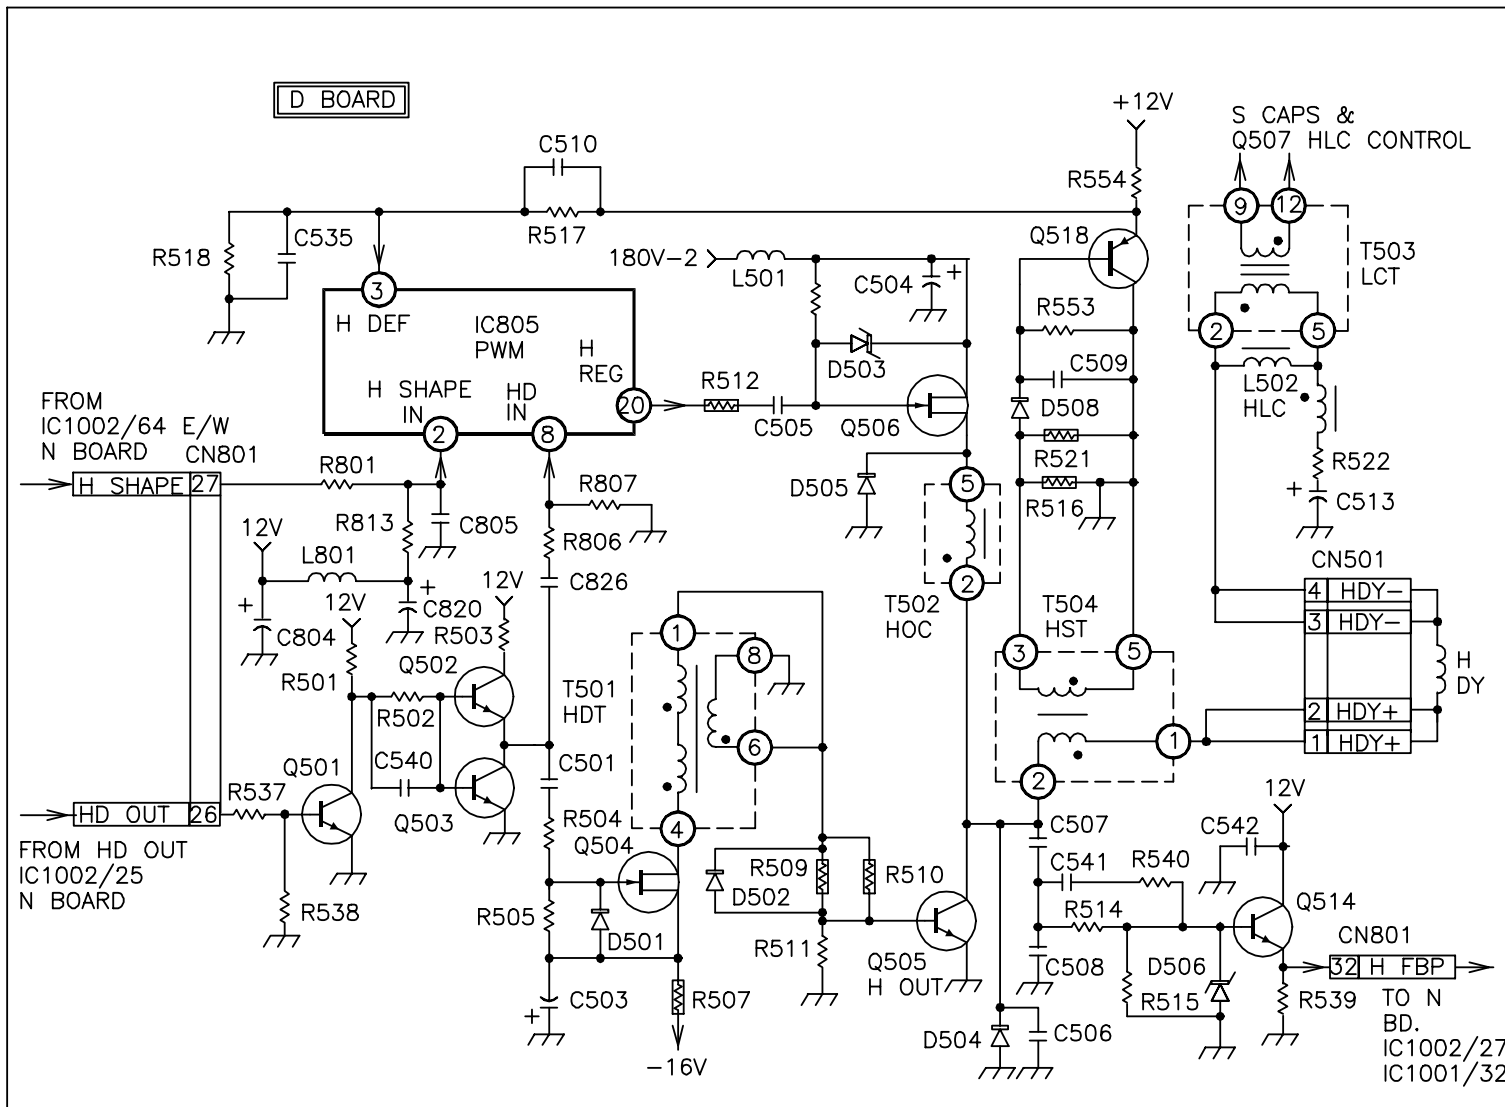 D BOARD
+12V
S CAPS &
Q507 HLC CONTROL
C510
R554
9
12
R518
C535
R517
180V-2
L501
Q518
T503
LCT
C504
3
H DEF
IC805
PWM
H
REG
R553
2
5
D503
C509
L502
HLC
FROM
IC1002/64 E/W
N BOARD
CN801
H SHAPE
IN
HD
IN
R512
20
C505
Q506
D508
2
8
R801
H SHAPE 27
R807
D505
5
R521
R516
R522
C513
12V
R813
C805
R806
L801
C826
2
CN501
12V
12V
C820
T502
HOC
T504
HST
4 HDY-
C804
R503
1
3 HDY-
R501
Q502
8
3
5
H
DY
R502
T501
HDT
2 HDY+
C540
6
1
1 HDY+
Q501
C501
2
R537
12V
HD OUT 26
Q503
R504
4
C507
C542
FROM HD OUT
IC1002/25
N BOARD
Q504
C541
R540
R509
R510
D502
R538
R505
D501
R514
Q514
R511
Q505
H OUT
C508
D506
CN801
32 H FBP
C503
R507
R515
R539
TO N
BD.
IC1002/27
IC1001/32
D504
C506
-16V